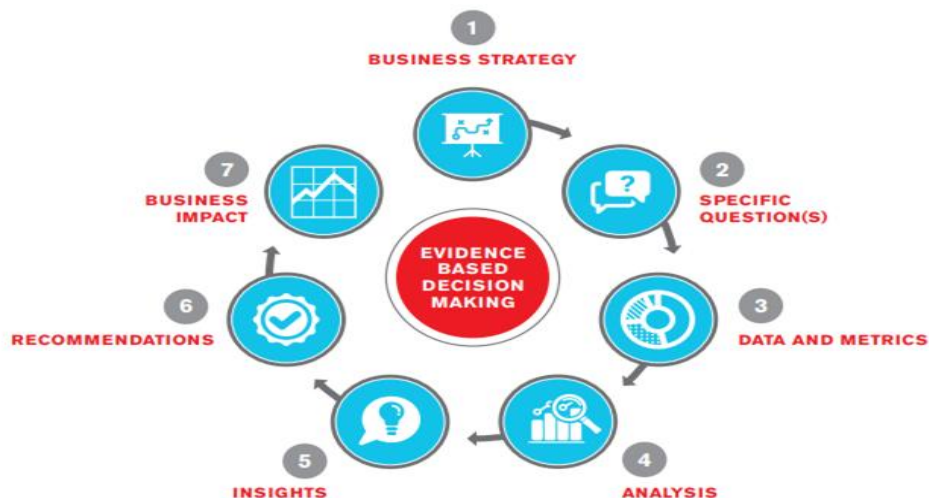 1
BUSINESS STRATEGY
2
SPECIFIC
QUESTION(S)
?
3
DATA AND METRICS
4
ANALYSIS
5
INSIGHTS
6
RECOMMENDATIONS
7
BUSINESS
IMPACT
EVIDENCE
BASED
DECISION
MAKING